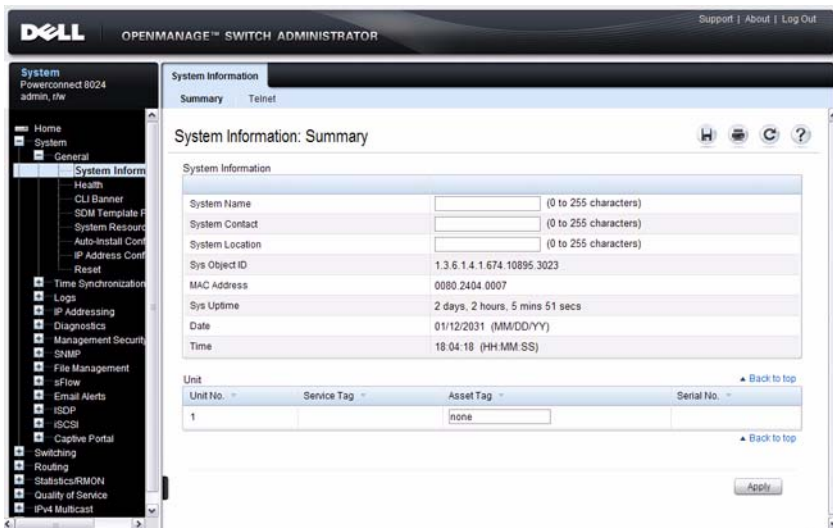 Support | About | Log Out
DELL
OPENMANAGE™ SWITCH ADMINISTRATOR
System
Powerconnect 8024
admin, r/w
Home
System
General
System Inform
Health
CLI Banner
SDM Template F
System Resourc
Auto-Install Conf
IP Address Conf
Reset
Time Synchronization
Logs
IP Addressing
Diagnostics
Management Security
SNMP
File Management
sFlow
Email Alerts
ISDP
iSCSI
Captive Portal
Switching
Routing
Statistics/RMON
Quality of Service
IPv4 Multicast
System Information
Summary Telnet
System Information: Summary
System Information
System Name (0 to 255 characters)
System Contact (0 to 255 characters)
System Location (0 to 255 characters)
Sys Object ID 1.3.6.1.4.1.674.10895.3023
MAC Address 0080.2404.0007
Sys Uptime 2 days, 2 hours, 5 mins 51 secs
Date 01/12/2031 (MM/DD/YY)
Time 18:04:18 (HH:MM:SS)
Unit Back to top
Unit No. Service Tag Asset Tag Serial No.
1 none
Back to top
Apply